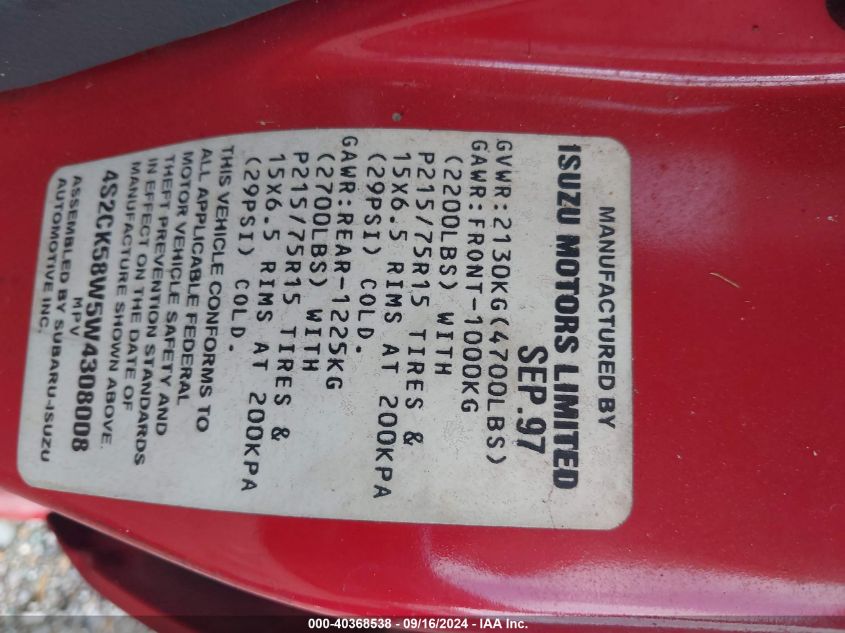 MANUFACTURED BY
ISUZU MOTORS LIMITED
SEP.97
GVWR:2130KG(4700LBS)
GAWR:FRONT-1000KG
(2200LBS) WITH
P215/75R15 TIRES &
15X6.5 RIMS AT 200KPA
(29PSI) COLD.
GAWR:REAR-1225KG
(2700LBS) WITH
P215/75R15 TIRES &
15X6.5 RIMS AT 200KPA
(29PSI) COLD.
THIS VEHICLE CONFORMS TO
ALL APPLICABLE FEDERAL
MOTOR VEHICLE SAFETY AND
THEFT PREVENTION STANDARDS
IN EFFECT ON THE DATE OF
MANUFACTURE SHOWN ABOVE.
4S2CK58W5W4308008
MPV
ASSEMBLED BY SUBARU-ISUZU
AUTOMOTIVE INC.
000-40368538 - 09/16/2024 - IAA Inc.